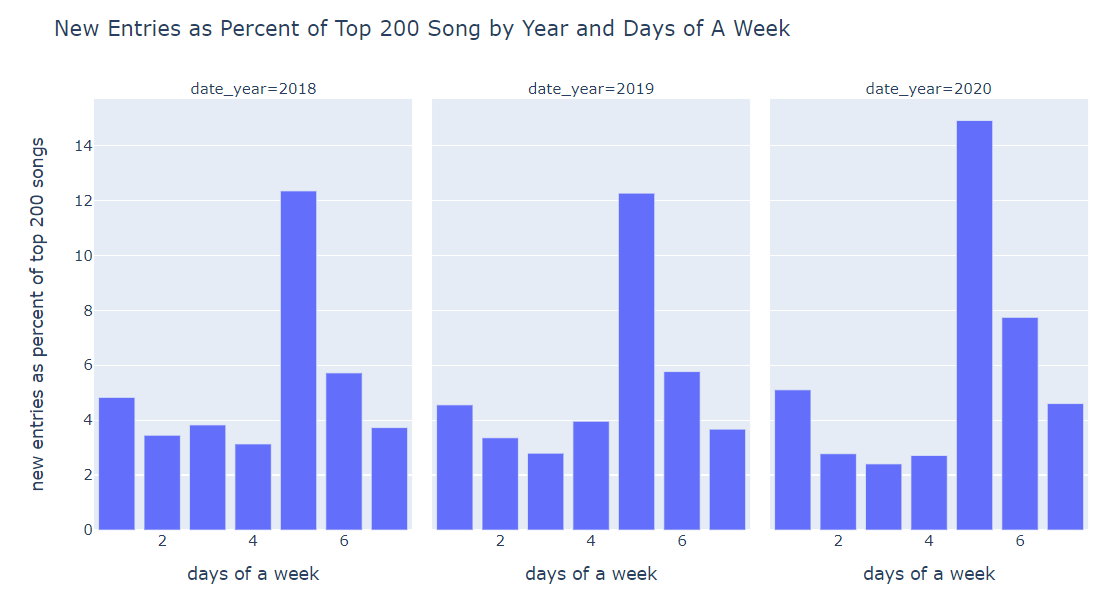 New Entries as Percent of Top 200 Song by Year and Days of A Week
date_year=2018
date_year=2019
date_year=2020
new entries as percent of top 200 songs
14
12
10
8
6
4
2
0
2 4 6
2 4 6
2 4 6
days of a week
days of a week
days of a week